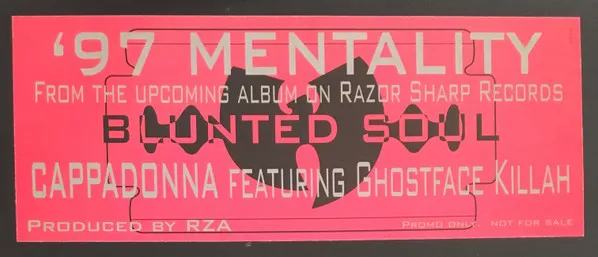 '97 MENTALITY
FROM THE UPCOMING ALBUM ON RAZOR SHARP RECORDS
BLUNTED SOUL
CAPPADONNA FEATURING GHOSTFACE KILLAH
PRODUCED BY RZA
PROMO ONLY. NOT FOR SALE